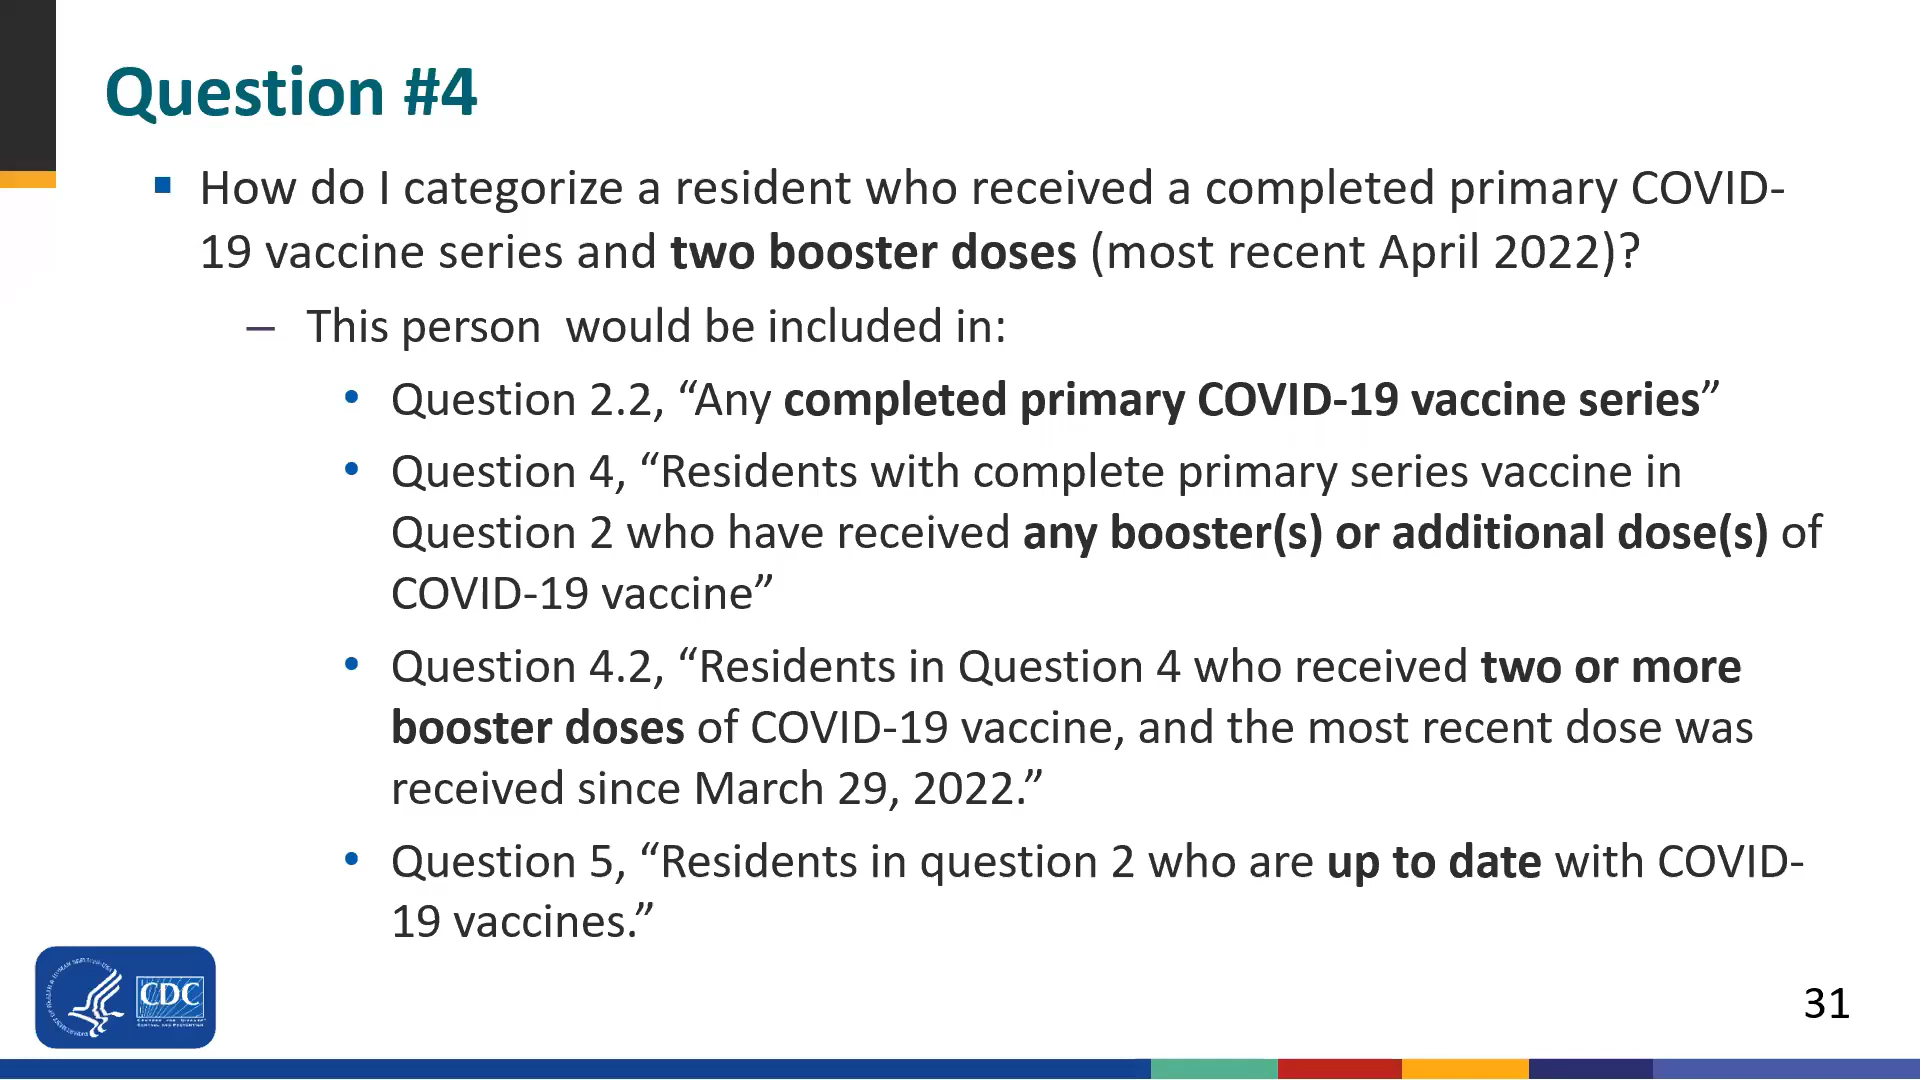 Question #4
How do I categorize a resident who received a completed primary COVID-
19 vaccine series and two booster doses (most recent April 2022)?
– This person  would be included in:
• Question 2.2, “Any completed primary COVID-19 vaccine series”
• Question 4, “Residents with complete primary series vaccine in
Question 2 who have received any booster(s) or additional dose(s) of
COVID-19 vaccine”
• Question 4.2, “Residents in Question 4 who received two or more
booster doses of COVID-19 vaccine, and the most recent dose was
received since March 29, 2022.”
• Question 5, “Residents in question 2 who are up to date with COVID-
19 vaccines.”
CDC
31